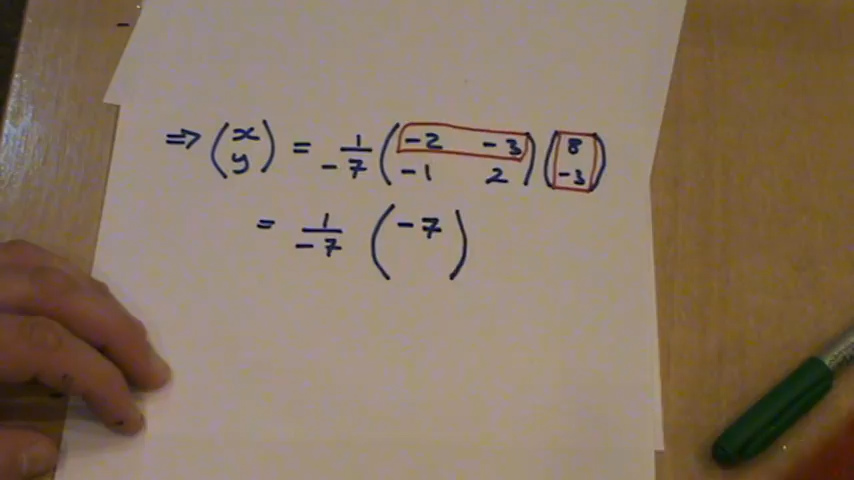 ⇒ (x y) = 1/-7 (-2 -3 -1 2) (8 -3)
= 1/-7 (-7)